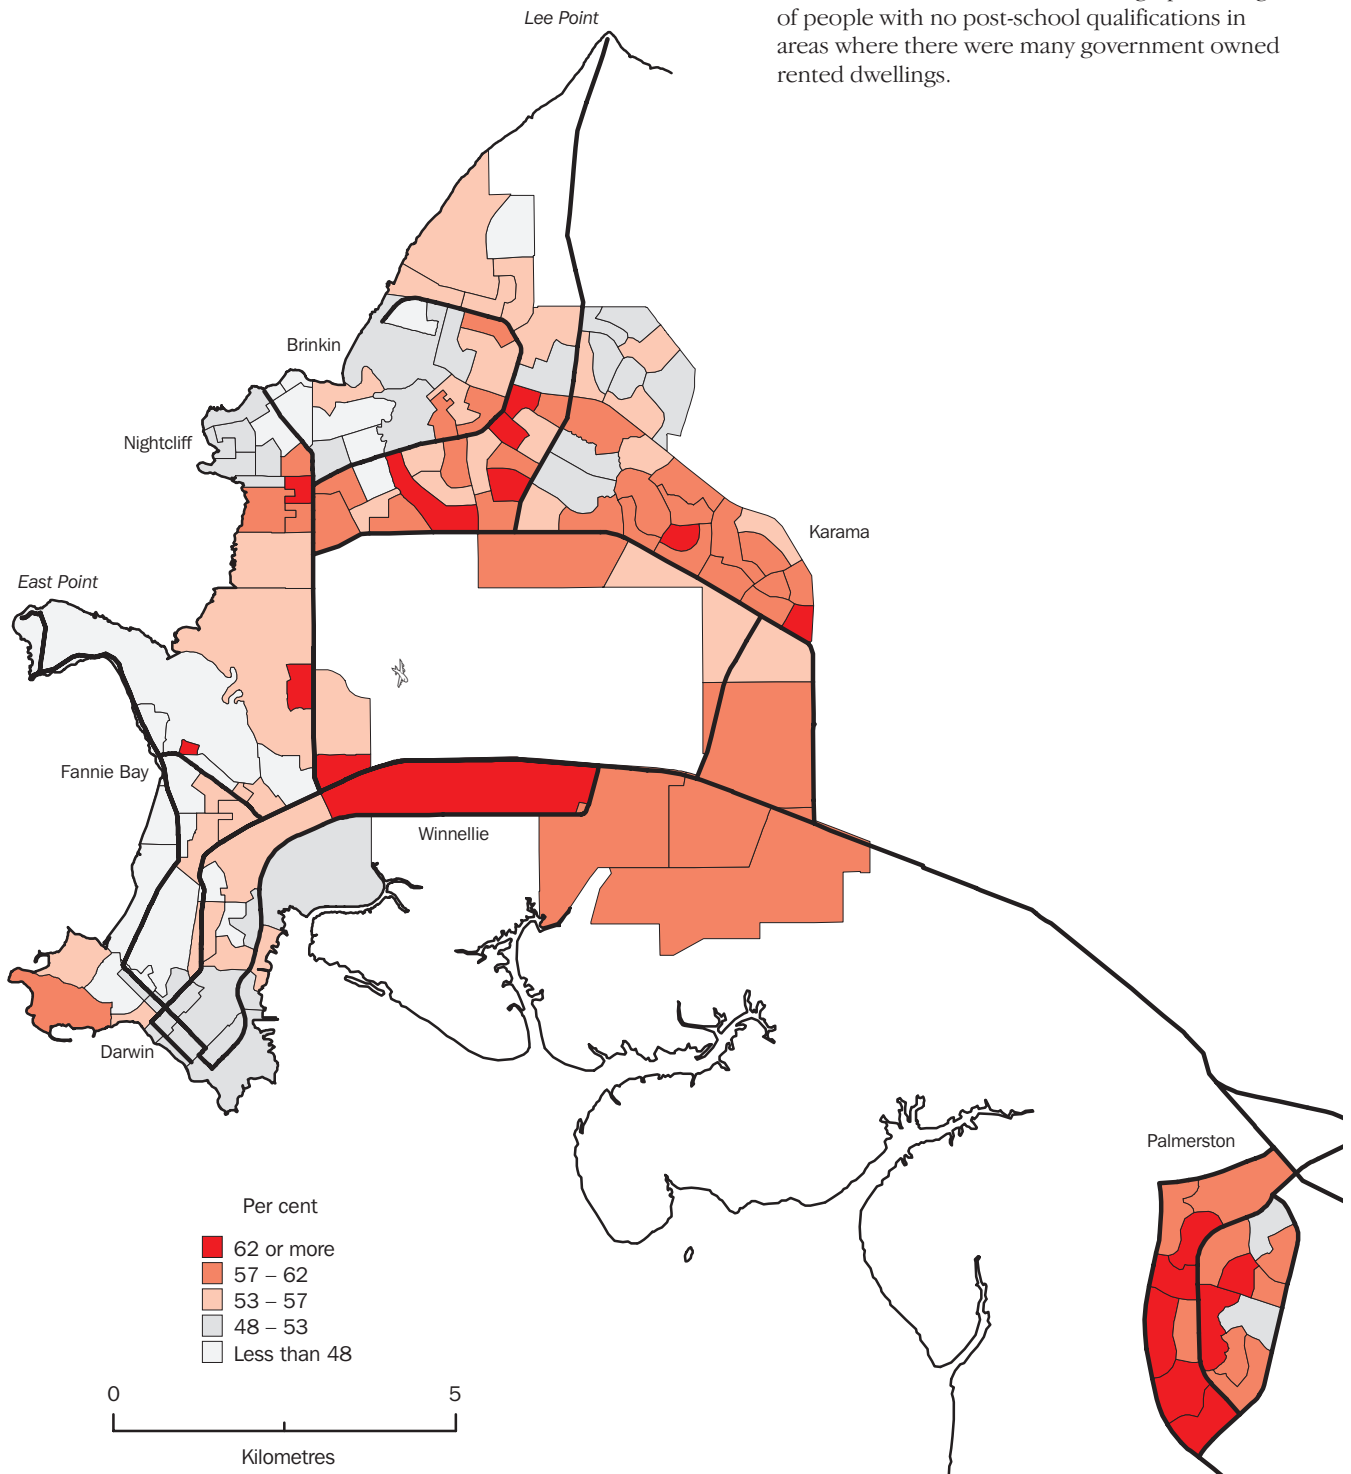 of people with no post-school qualifications in
areas where there were many government owned
rented dwellings.
Lee Point
Brinkin
Nightcliff
Karama
East Point
Fannie Bay
Winnellie
Darwin
Palmerston
Per cent
62 or more
57 – 62
53 – 57
48 – 53
Less than 48
0 5
Kilometres